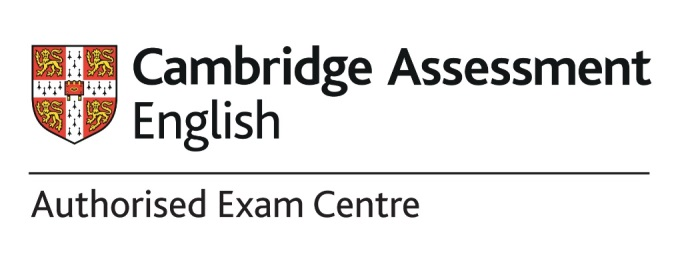 Cambridge Assessment
English
Authorised Exam Centre